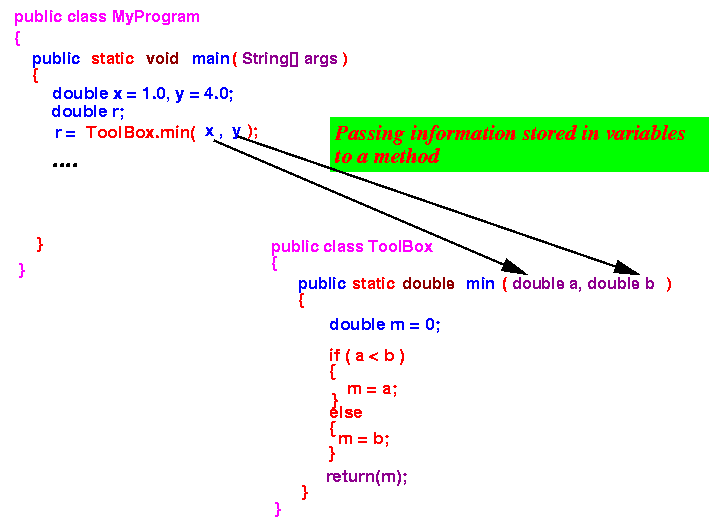 public class MyProgram
{
public static void main ( String[] args )
{
double x = 1.0, y = 4.0;
double r;
r = ToolBox.min( x , y );
....
}
}
Passing information stored in variables
to a method
public class ToolBox
{
public static double min ( double a, double b )
{
double m = 0;
if ( a < b )
{
m = a;
}
else
{
m = b;
}
return(m);
}
}